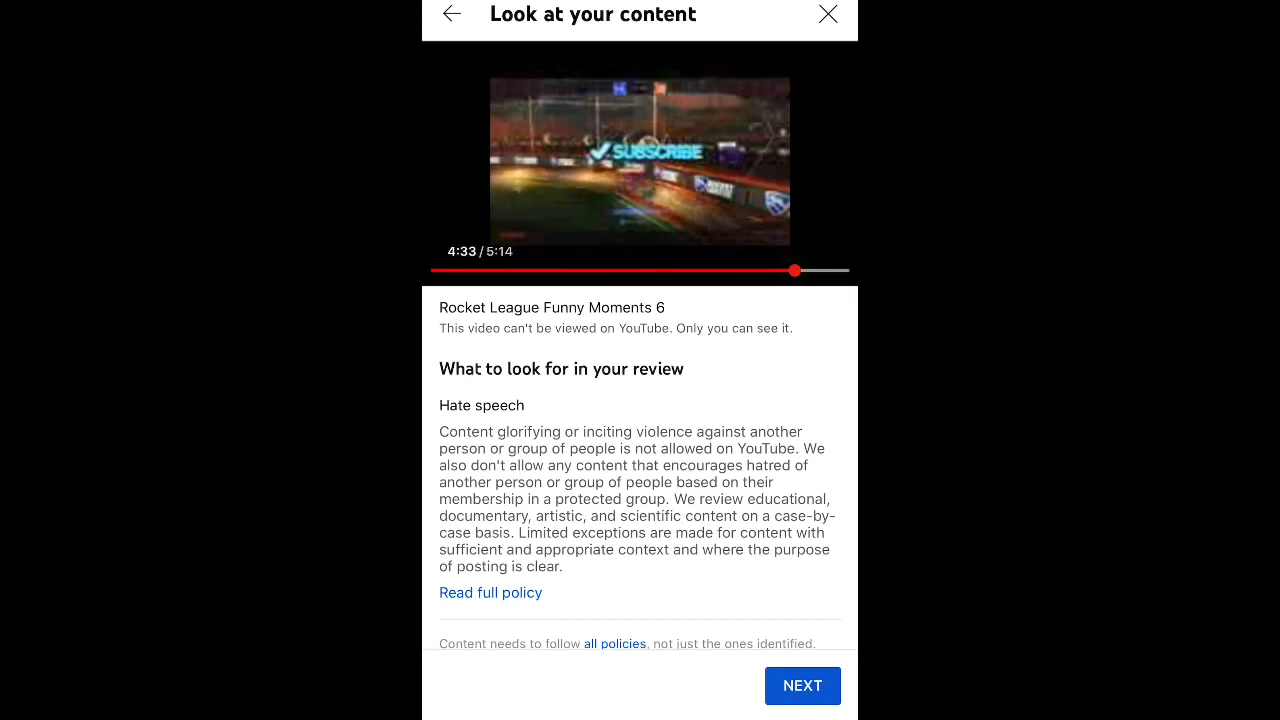 Look at your content
SUBSCRIBE
4:33 / 5:14
Rocket League Funny Moments 6
This video can't be viewed on YouTube. Only you can see it.
What to look for in your review
Hate speech
Content glorifying or inciting violence against another
person or group of people is not allowed on YouTube. We
also don't allow any content that encourages hatred of
another person or group of people based on their
membership in a protected group. We review educational,
documentary, artistic, and scientific content on a case-by-
case basis. Limited exceptions are made for content with
sufficient and appropriate context and where the purpose
of posting is clear.
Read full policy
Content needs to follow all policies, not just the ones identified.
NEXT